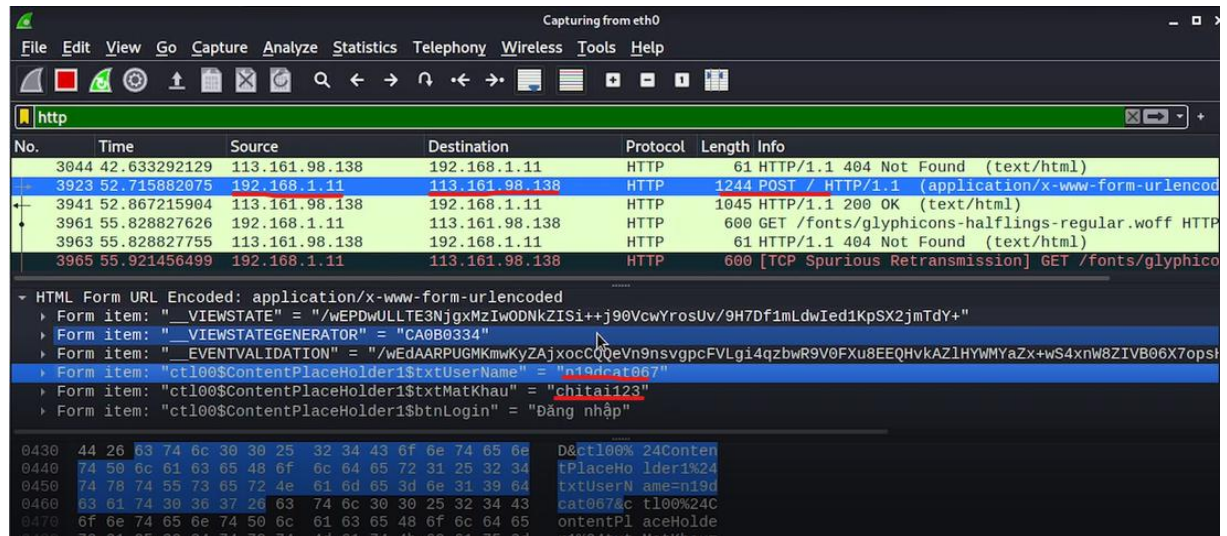 Capturing from eth0
File Edit View Go Capture Analyze Statistics Telephony Wireless Tools Help
http
No. Time Source Destination Protocol Length Info
3044 42.633292129 113.161.98.138 192.168.1.11 HTTP 61 HTTP/1.1 404 Not Found (text/html)
3923 52.715882075 192.168.1.11 113.161.98.138 HTTP 1244 POST / HTTP/1.1 (application/x-www-form-urlencod
3941 52.867215904 113.161.98.138 192.168.1.11 HTTP 1045 HTTP/1.1 200 OK (text/html)
3961 55.828827626 192.168.1.11 113.161.98.138 HTTP 600 GET /fonts/glyphicons-halflings-regular.woff HTTP
3963 55.828827755 113.161.98.138 192.168.1.11 HTTP 61 HTTP/1.1 404 Not Found (text/html)
3965 55.921456499 192.168.1.11 113.161.98.138 HTTP 600 [TCP Spurious Retransmission] GET /fonts/glyphico
HTML Form URL Encoded: application/x-www-form-urlencoded
Form item: "__VIEWSTATE" = "/wEPDwULLTE3NjgxMzIwODNkZISi++j90VcwYrosUv/9H7Df1mLdwIed1KpSX2jmTdY+"
Form item: "__VIEWSTATEGENERATOR" = "CA0B0334"
Form item: "__EVENTVALIDATION" = "/wEdAARPUGMKmwKyZAjxocCQQeVn9nsvgpcFVLgi4qzbwR9V0FXu8EEQHvkAZlHYWMYaZx+wS4xnW8ZIVB06X7ops
Form item: "ctl00$ContentPlaceHolder1$txtUserName" = "n19dcat067"
Form item: "ctl00$ContentPlaceHolder1$txtMatKhau" = "chitai123"
Form item: "ctl00$ContentPlaceHolder1$btnLogin" = "Đăng nhập"
0430 44 26 63 74 6c 30 30 25 32 34 43 6f 6e 74 65 6e D&ctl00% 24Conten
0440 74 50 6c 61 63 65 48 6f 6c 64 65 72 31 25 32 34 tPlaceHo lder1%24
0450 74 78 74 55 73 65 72 4e 61 6d 65 3d 6e 31 39 64 txtUserN ame=n19d
0460 63 61 74 30 36 37 26 63 74 6c 30 30 25 32 34 43 cat067&c tl00%24C
0470 6f 6e 74 65 6e 74 50 6c 61 63 65 48 6f 6c 64 65 ontentPl aceHolde